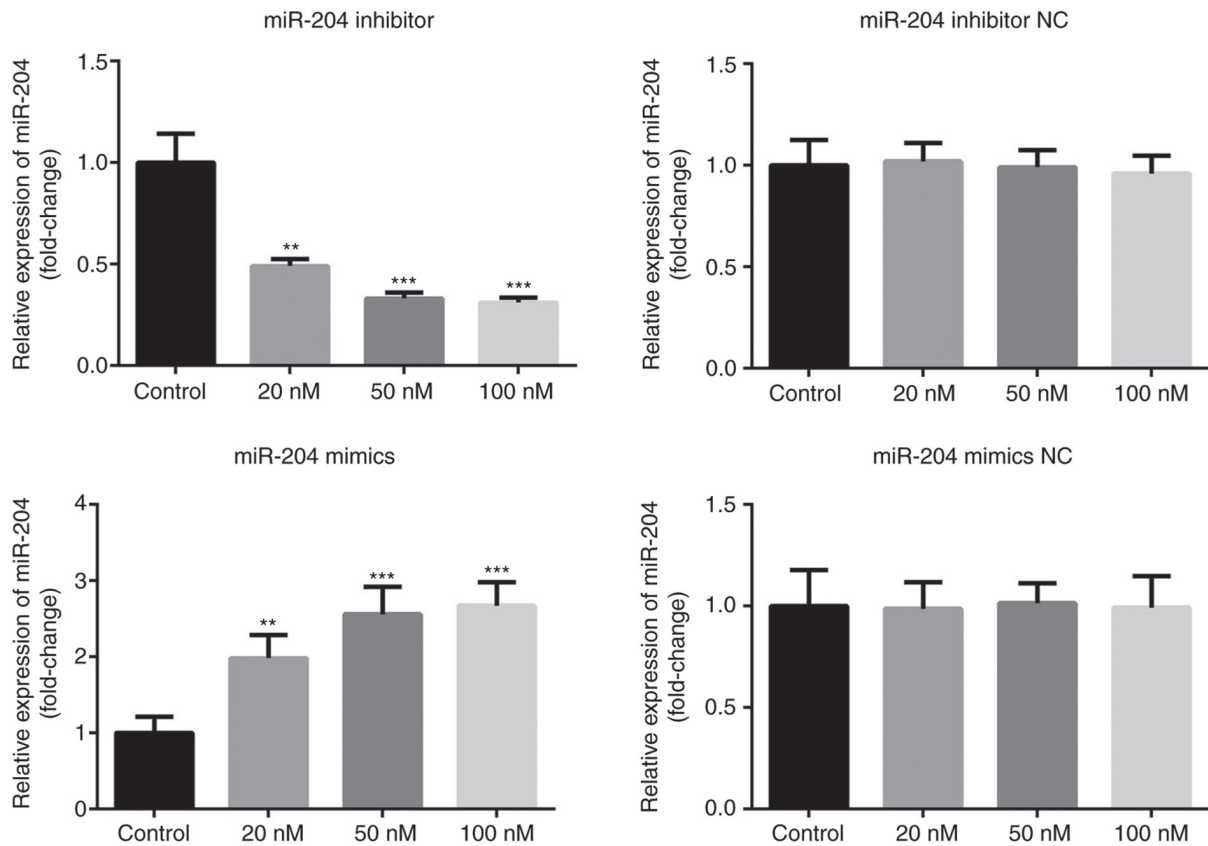 miR-204 inhibitor
Relative expression of miR-204
(fold-change)
1.5
1.0
0.5
0.0
**
***
***
Control 20 nM 50 nM 100 nM
miR-204 inhibitor NC
Relative expression of miR-204
(fold-change)
1.5
1.0
0.5
0.0
Control 20 nM 50 nM 100 nM
miR-204 mimics
Relative expression of miR-204
(fold-change)
4
3
2
1
0
**
***
***
Control 20 nM 50 nM 100 nM
miR-204 mimics NC
Relative expression of miR-204
(fold-change)
1.5
1.0
0.5
0.0
Control 20 nM 50 nM 100 nM